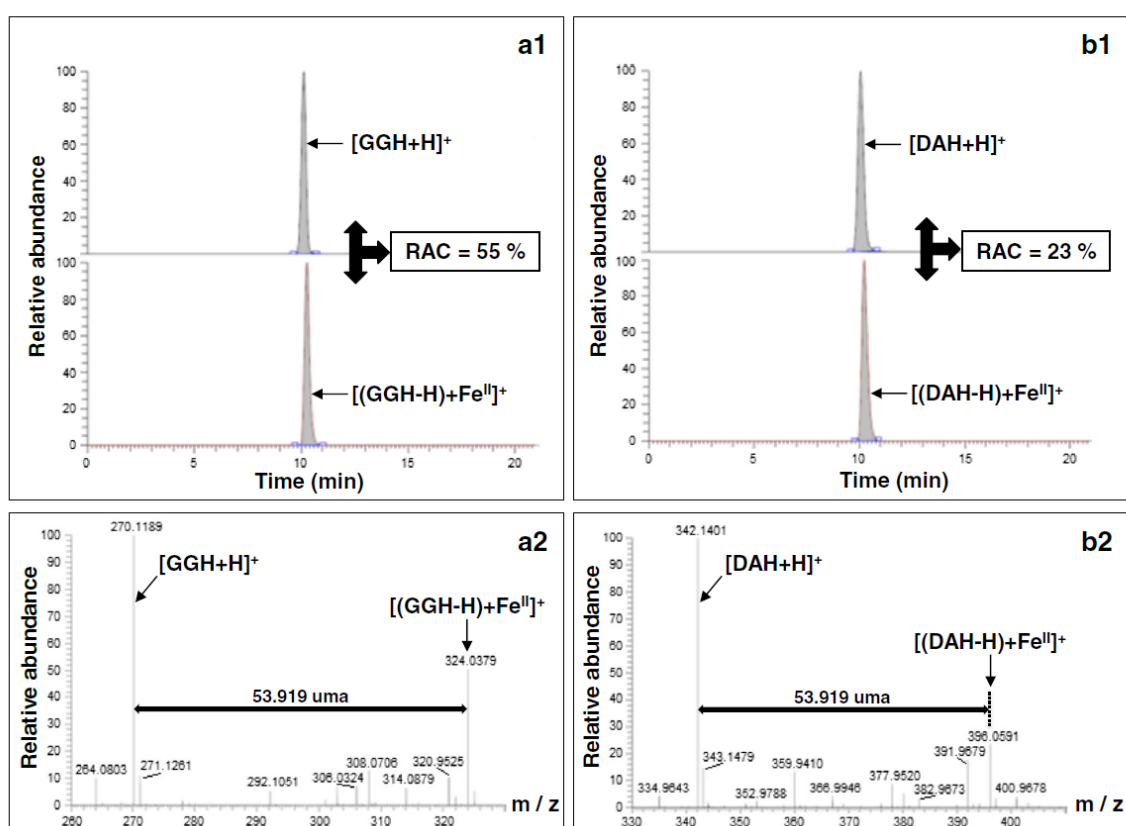 a1
Relative abundance
100
80
60
40
20
[GGH+H]+
RAC = 55 %
100
80
60
40
20
0
[(GGH-H)+FeII]+
0 5 10 15 20
Time (min)
b1
Relative abundance
100
80
60
40
20
[DAH+H]+
RAC = 23 %
100
80
60
40
20
0
[(DAH-H)+FeII]+
0 5 10 15 20
Time (min)
a2
Relative abundance
270.1189
100
90
80
70
60
50
40
30
20
10
0
[GGH+H]+
[(GGH-H)+FeII]+
324.0379
53.919 uma
264.0803
271.1261
292.1051
306.0324
308.0706
314.0879
320.9525
m / z
260 270 280 290 300 310 320
b2
Relative abundance
342.1401
100
90
80
70
60
50
40
30
20
10
0
[DAH+H]+
[(DAH-H)+FeII]+
53.919 uma
396.0591
334.9643
343.1479
352.9788
359.9410
366.9946
377.9520
382.9673
391.9679
400.9678
m / z
330 340 350 360 370 380 390 400